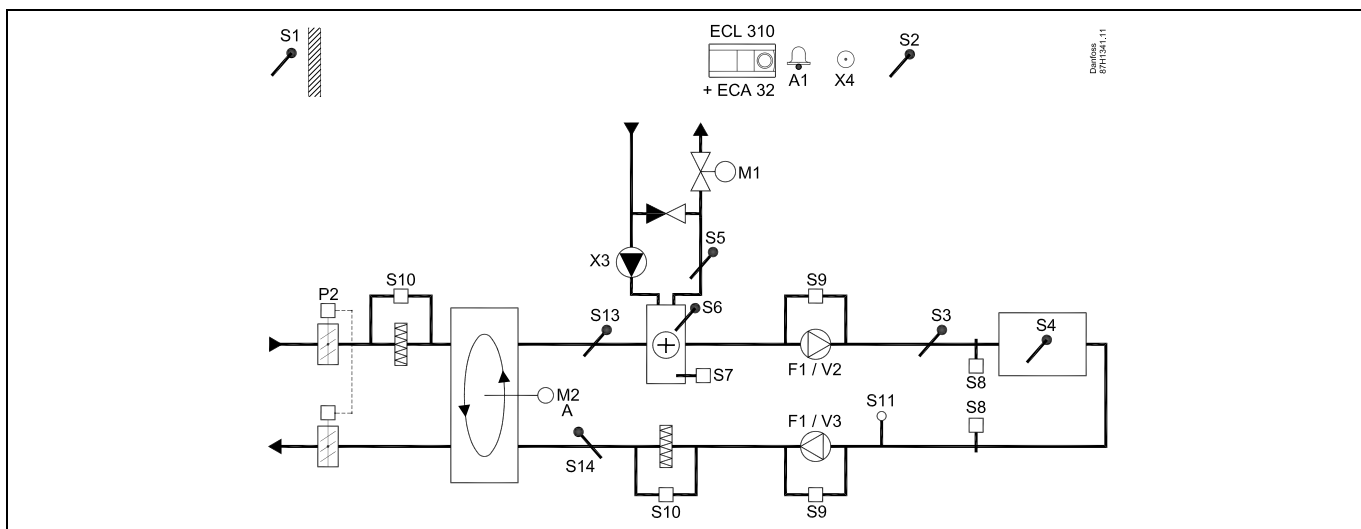 S1
ECL 310
+ ECA 32
A1
X4
S2
Danfoss
87H1341.11
M1
X3
S5
P2
S10
S13
S6
S9
S3
S4
F1 / V2
S7
S8
M2
A
S11
S8
F1 / V3
S14
S10
S9